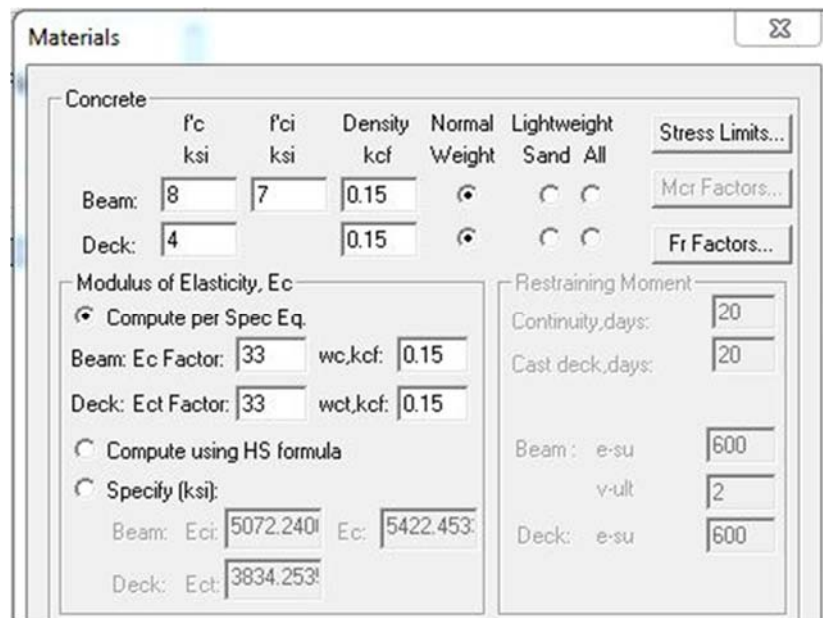 Materials
Concrete
f'c f'ci Density Normal Lightweight
ksi ksi kcf Weight Sand All
Stress Limits...
Beam: 8 7 0.15
Mcr Factors...
Deck: 4 0.15
Fr Factors...
Modulus of Elasticity, Ec
Compute per Spec Eq.
Beam: Ec Factor: 33 wc,kcf: 0.15
Deck: Ect Factor: 33 wct,kcf: 0.15
Compute using HS formula
Specify (ksi):
Beam: Eci: 5072.240 Ec: 5422.453
Deck: Ect: 3834.253
Restraining Moment
Continuity,days: 20
Cast deck,days: 20
Beam : e-su 600
v-ult 2
Deck: e-su 600